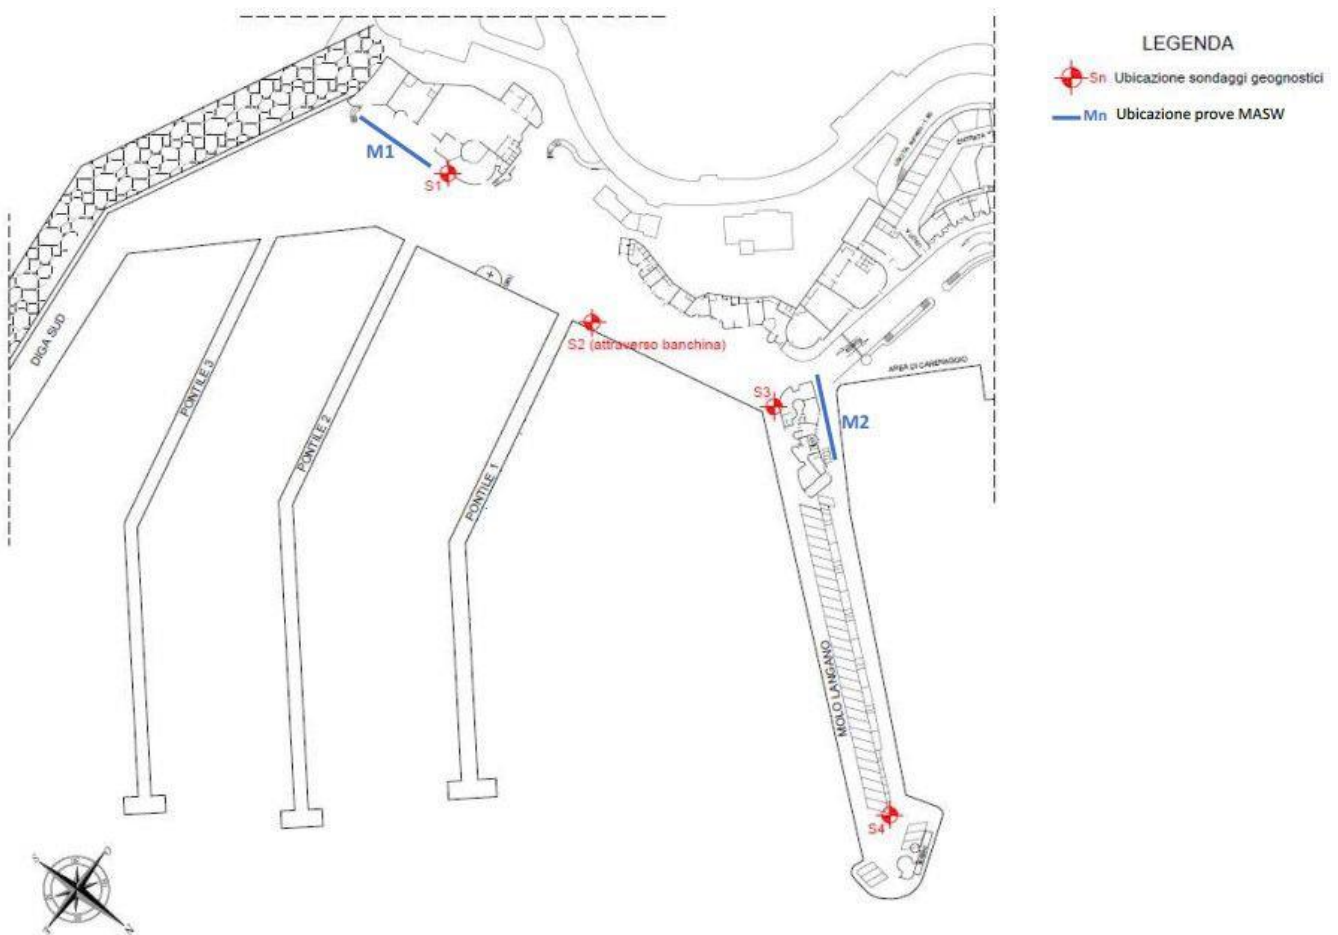 LEGENDA
Sn Ubicazione sondaggi geognostici
Mn Ubicazione prove MASW
M1
S1
S2 (attraverso banchina)
S3
M2
S4
DIGA SUD
PONTILE 3
PONTILE 2
PONTILE 1
AREA DI CARENAGGIO
MOLO LANGANO
S
O
N